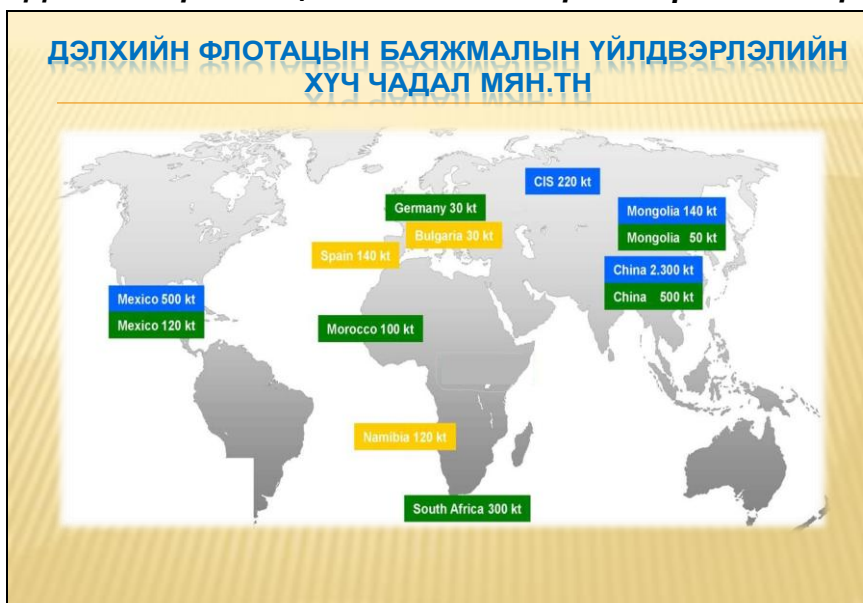 ДЭЛХИЙН ФЛОТАЦЫН БАЯЖМАЛЫН ҮЙЛДВЭРЛЭЛИЙН
ХҮЧ ЧАДАЛ МЯН.ТН
CIS 220 kt
Germany 30 kt
Mongolia 140 kt
Bulgaria 30 kt
Mongolia 50 kt
Spain 140 kt
China 2.300 kt
Mexico 500 kt
China 500 kt
Mexico 120 kt
Morocco 100 kt
Namibia 120 kt
South Africa 300 kt